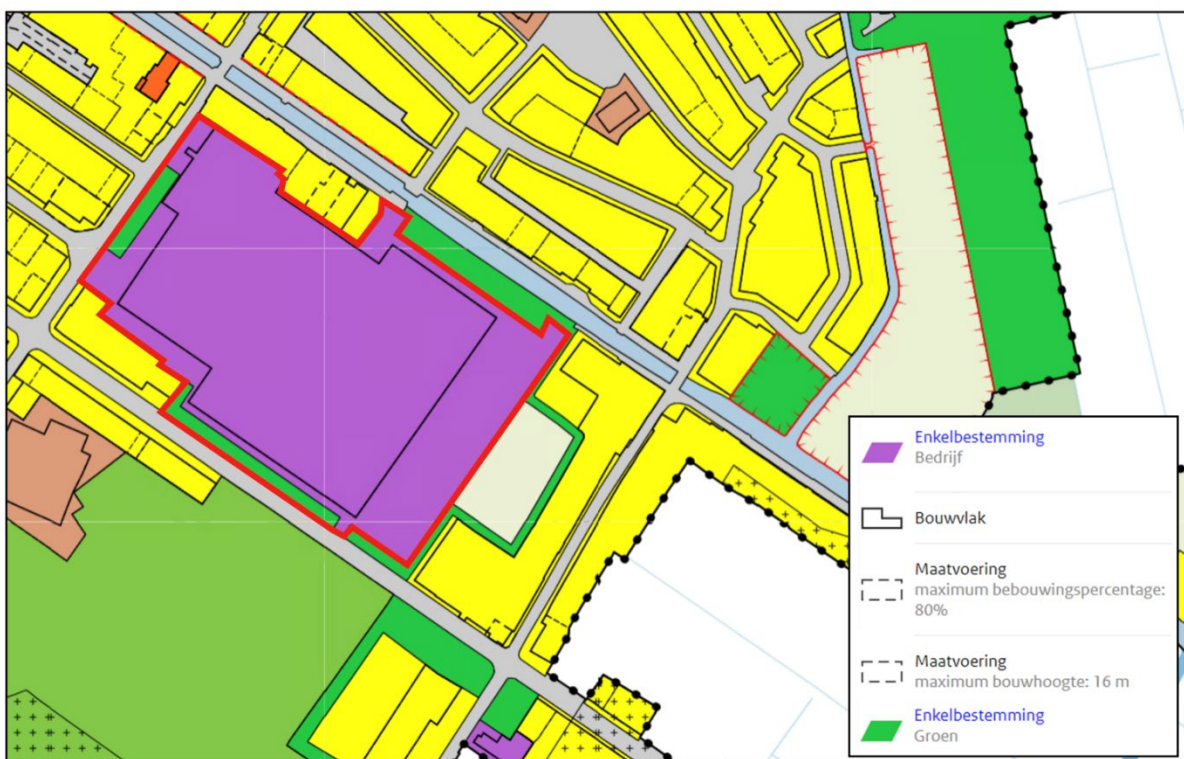 Enkelbestemming
Bedrijf
Bouwvlak
Maatvoering
maximum bebouwingspercentage:
80%
Maatvoering
maximum bouwhoogte: 16 m
Enkelbestemming
Groen